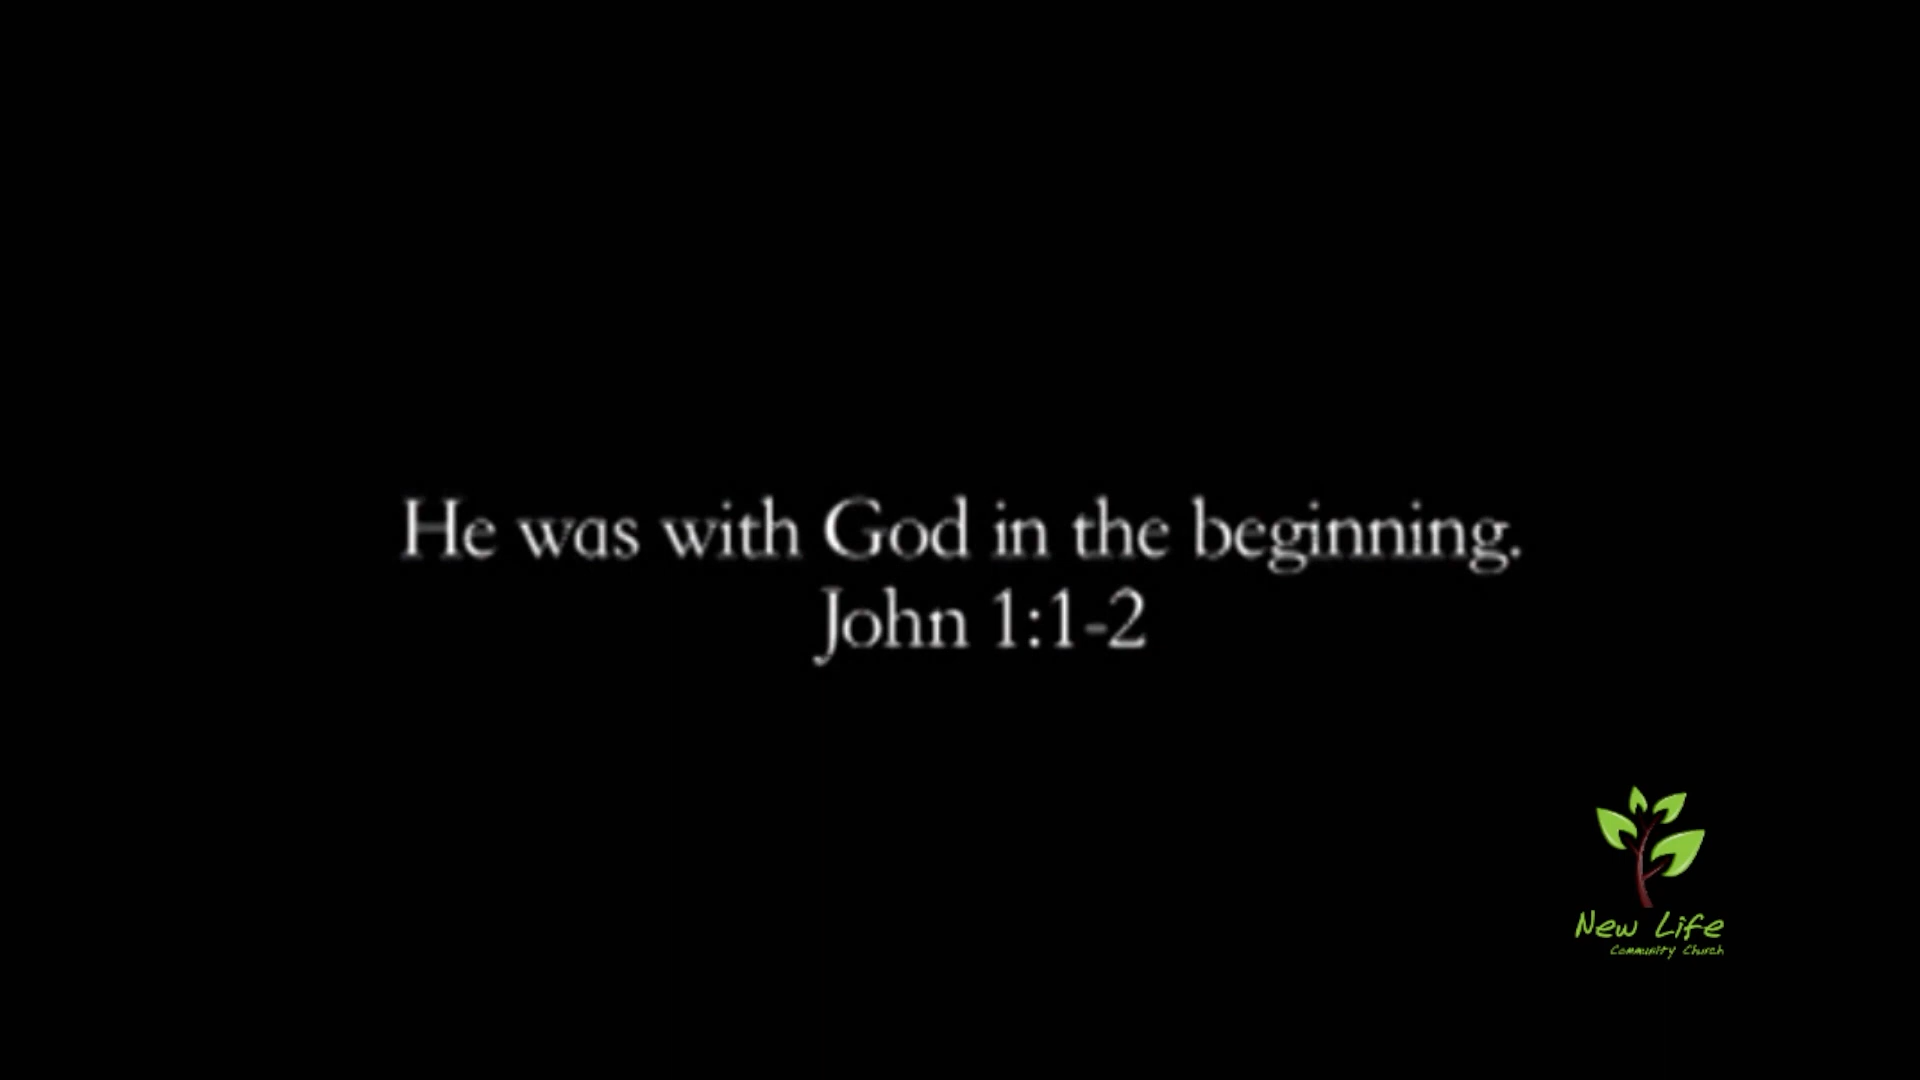 He was with God in the beginning.
John 1:1-2
New Life
Community Church